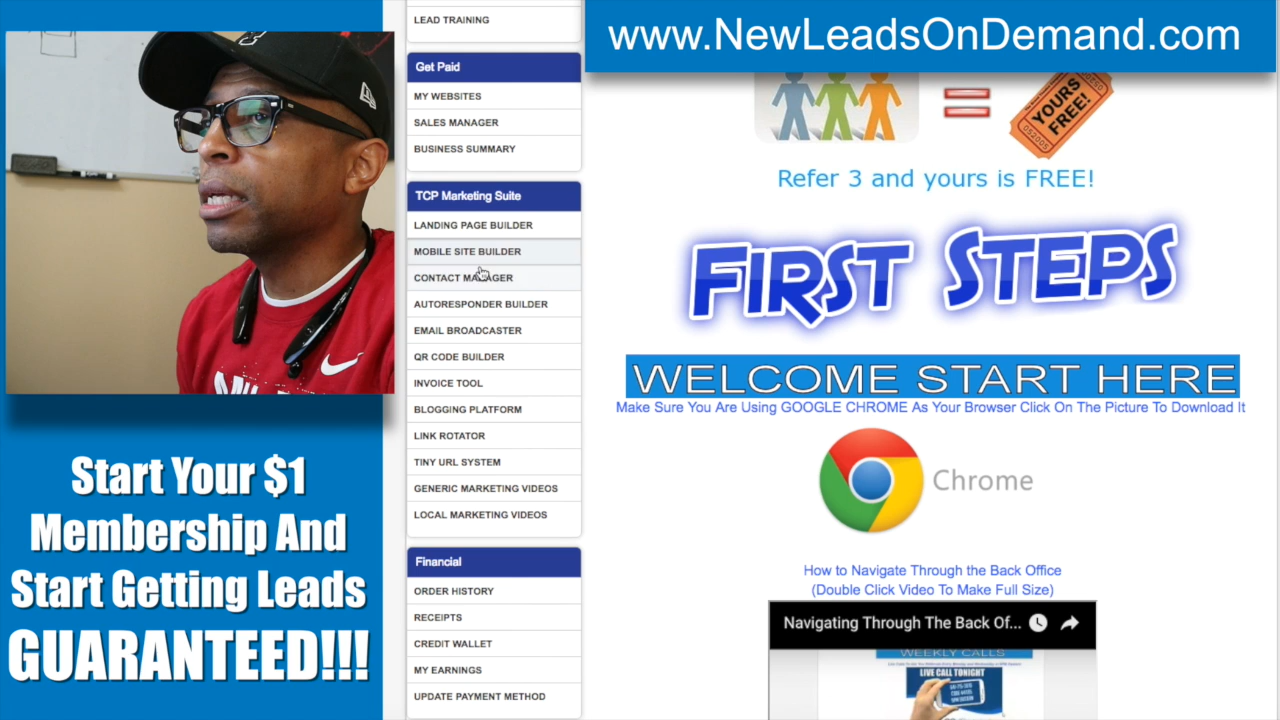 www.NewLeadsOnDemand.com
LEAD TRAINING
Get Paid
MY WEBSITES
SALES MANAGER
BUSINESS SUMMARY
TCP Marketing Suite
LANDING PAGE BUILDER
MOBILE SITE BUILDER
CONTACT MANAGER
AUTORESPONDER BUILDER
EMAIL BROADCASTER
QR CODE BUILDER
INVOICE TOOL
BLOGGING PLATFORM
LINK ROTATOR
TINY URL SYSTEM
GENERIC MARKETING VIDEOS
LOCAL MARKETING VIDEOS
Financial
ORDER HISTORY
RECEIPTS
CREDIT WALLET
MY EARNINGS
UPDATE PAYMENT METHOD
YOURS
FREE!
Refer 3 and yours is FREE!
FIRST STEPS
WELCOME START HERE
Make Sure You Are Using GOOGLE CHROME As Your Browser Click On The Picture To Download It
Chrome
How to Navigate Through the Back Office
(Double Click Video To Make Full Size)
Navigating Through The Back Of...
WEEKLY CALLS
LIVE CALL TONIGHT
Start Your $1
Membership And
Start Getting Leads
GUARANTEED!!!